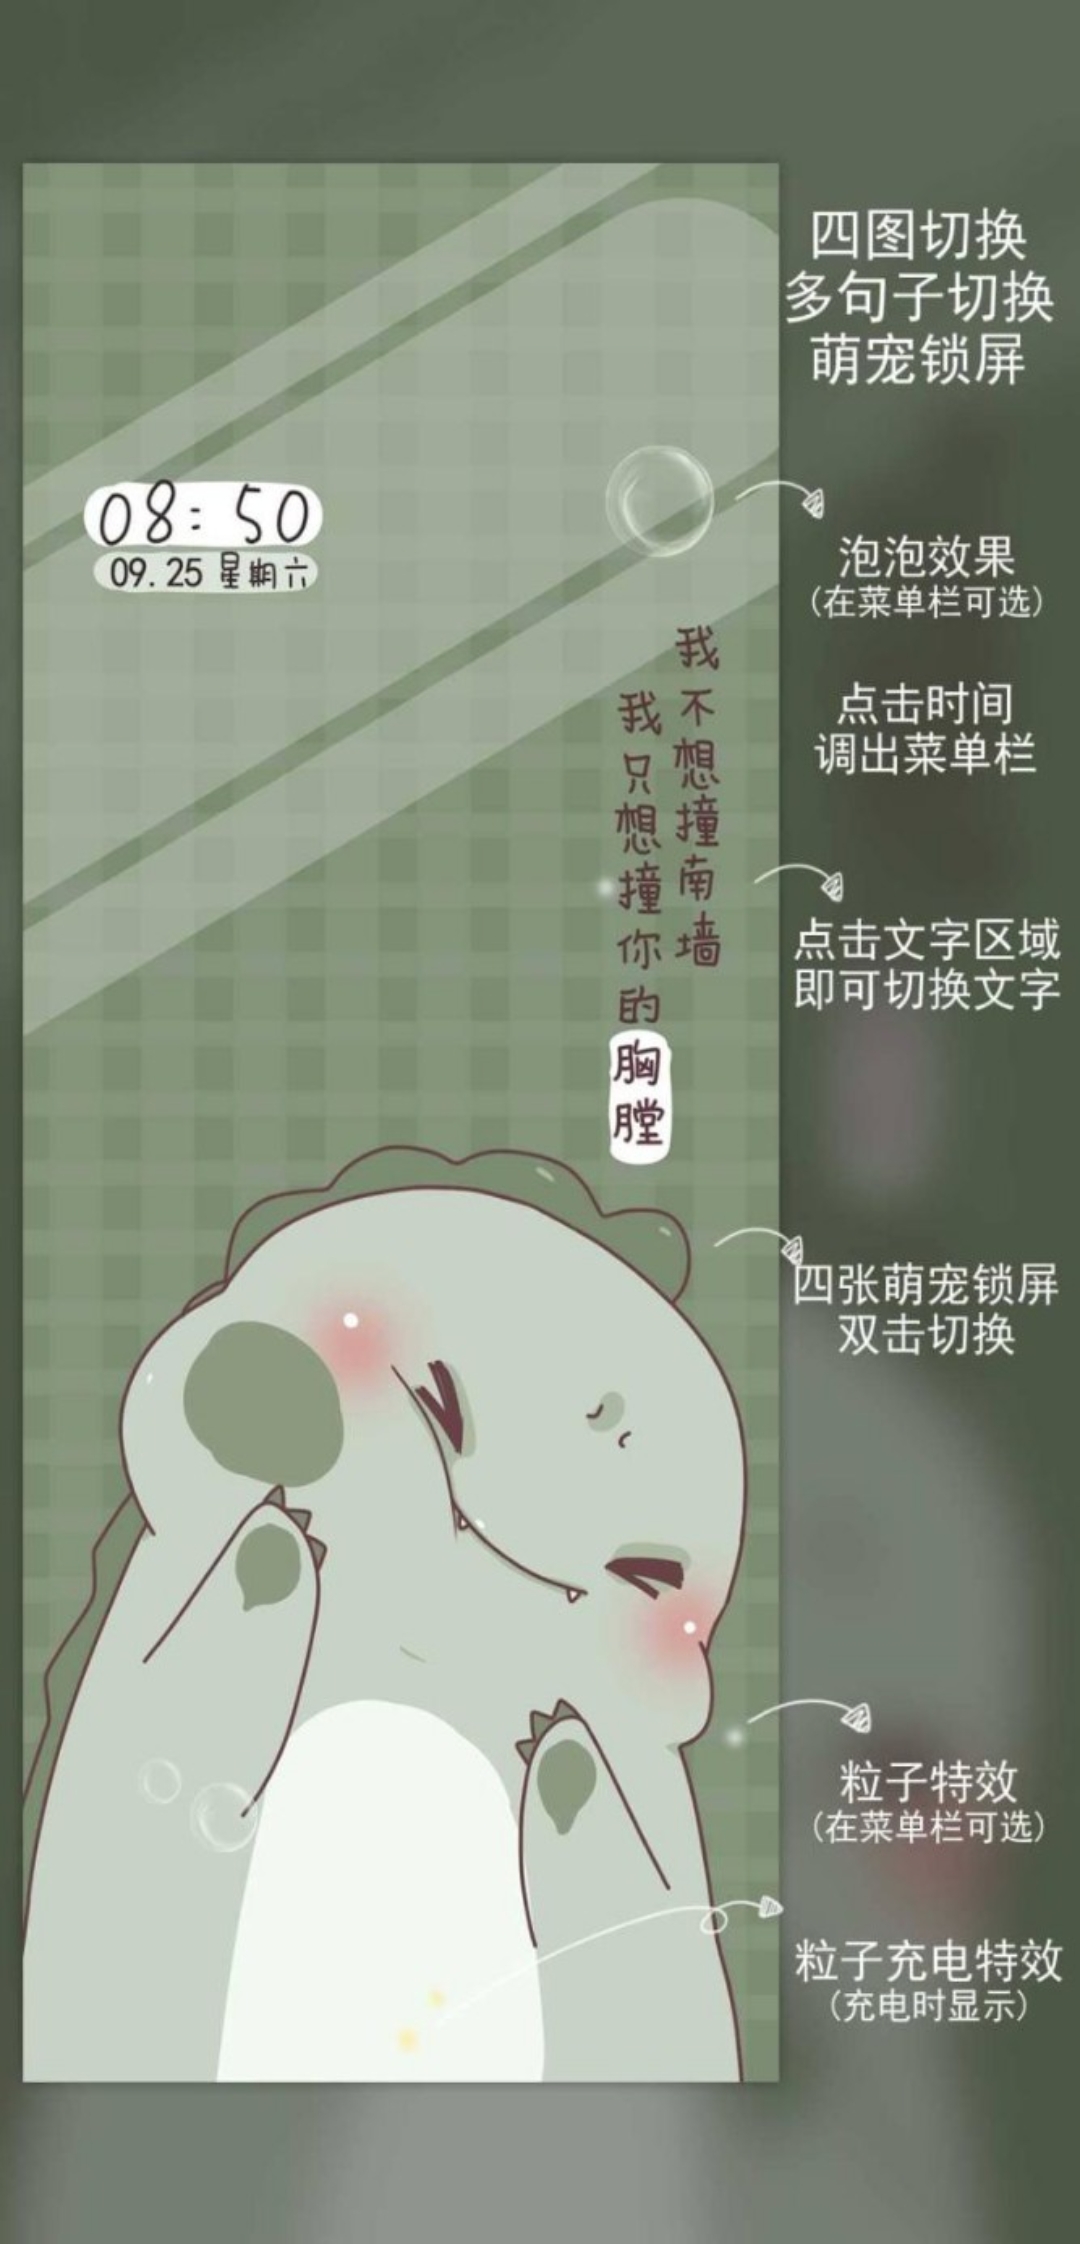 四图切换
多句子切换
萌宠锁屏
08: 50
09.25 星期六
泡泡效果
(在菜单栏可选)
我不想撞南墙
我只想撞你的胸膛
点击时间
调出菜单栏
点击文字区域
即可切换文字
四张萌宠锁屏
双击切换
粒子特效
(在菜单栏可选)
粒子充电特效
(充电时显示)